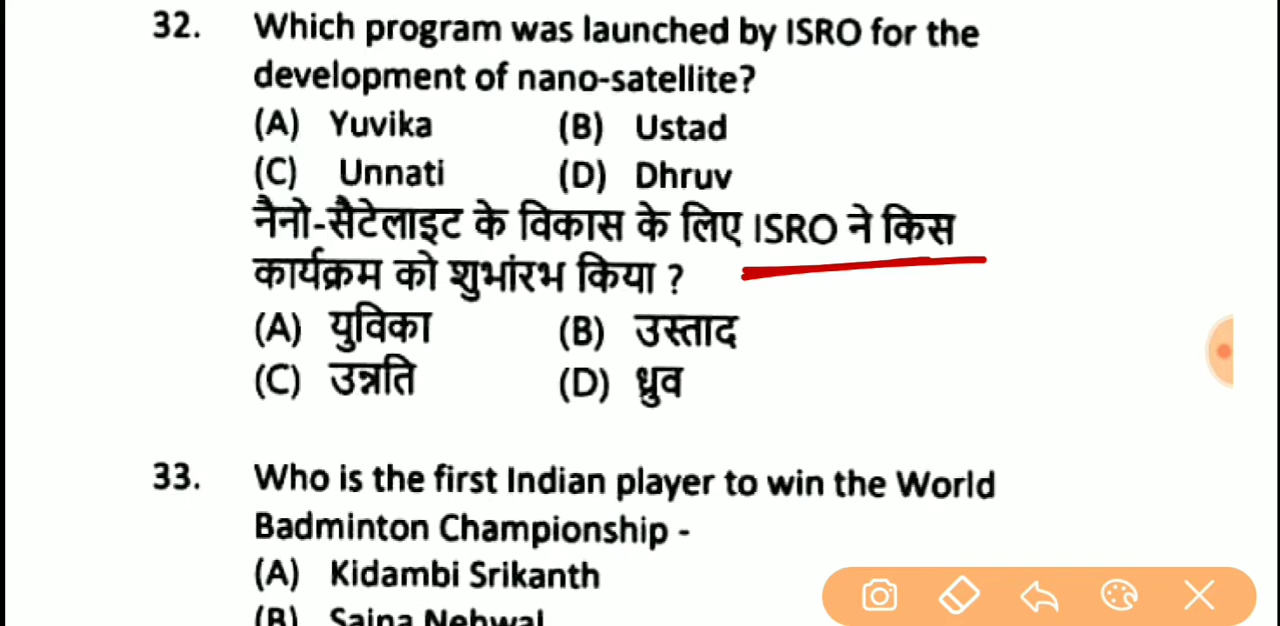 32. Which program was launched by ISRO for the
development of nano-satellite?
(A) Yuvika (B) Ustad
(C) Unnati (D) Dhruv
नैनो-सैटेलाइट के विकास के लिए ISRO ने किस
कार्यक्रम को शुभांरभ किया ?
(A) युविका (B) उस्ताद
(C) उन्नति (D) ध्रुव
33. Who is the first Indian player to win the World
Badminton Championship -
(A) Kidambi Srikanth
(B) Saina Nehwal